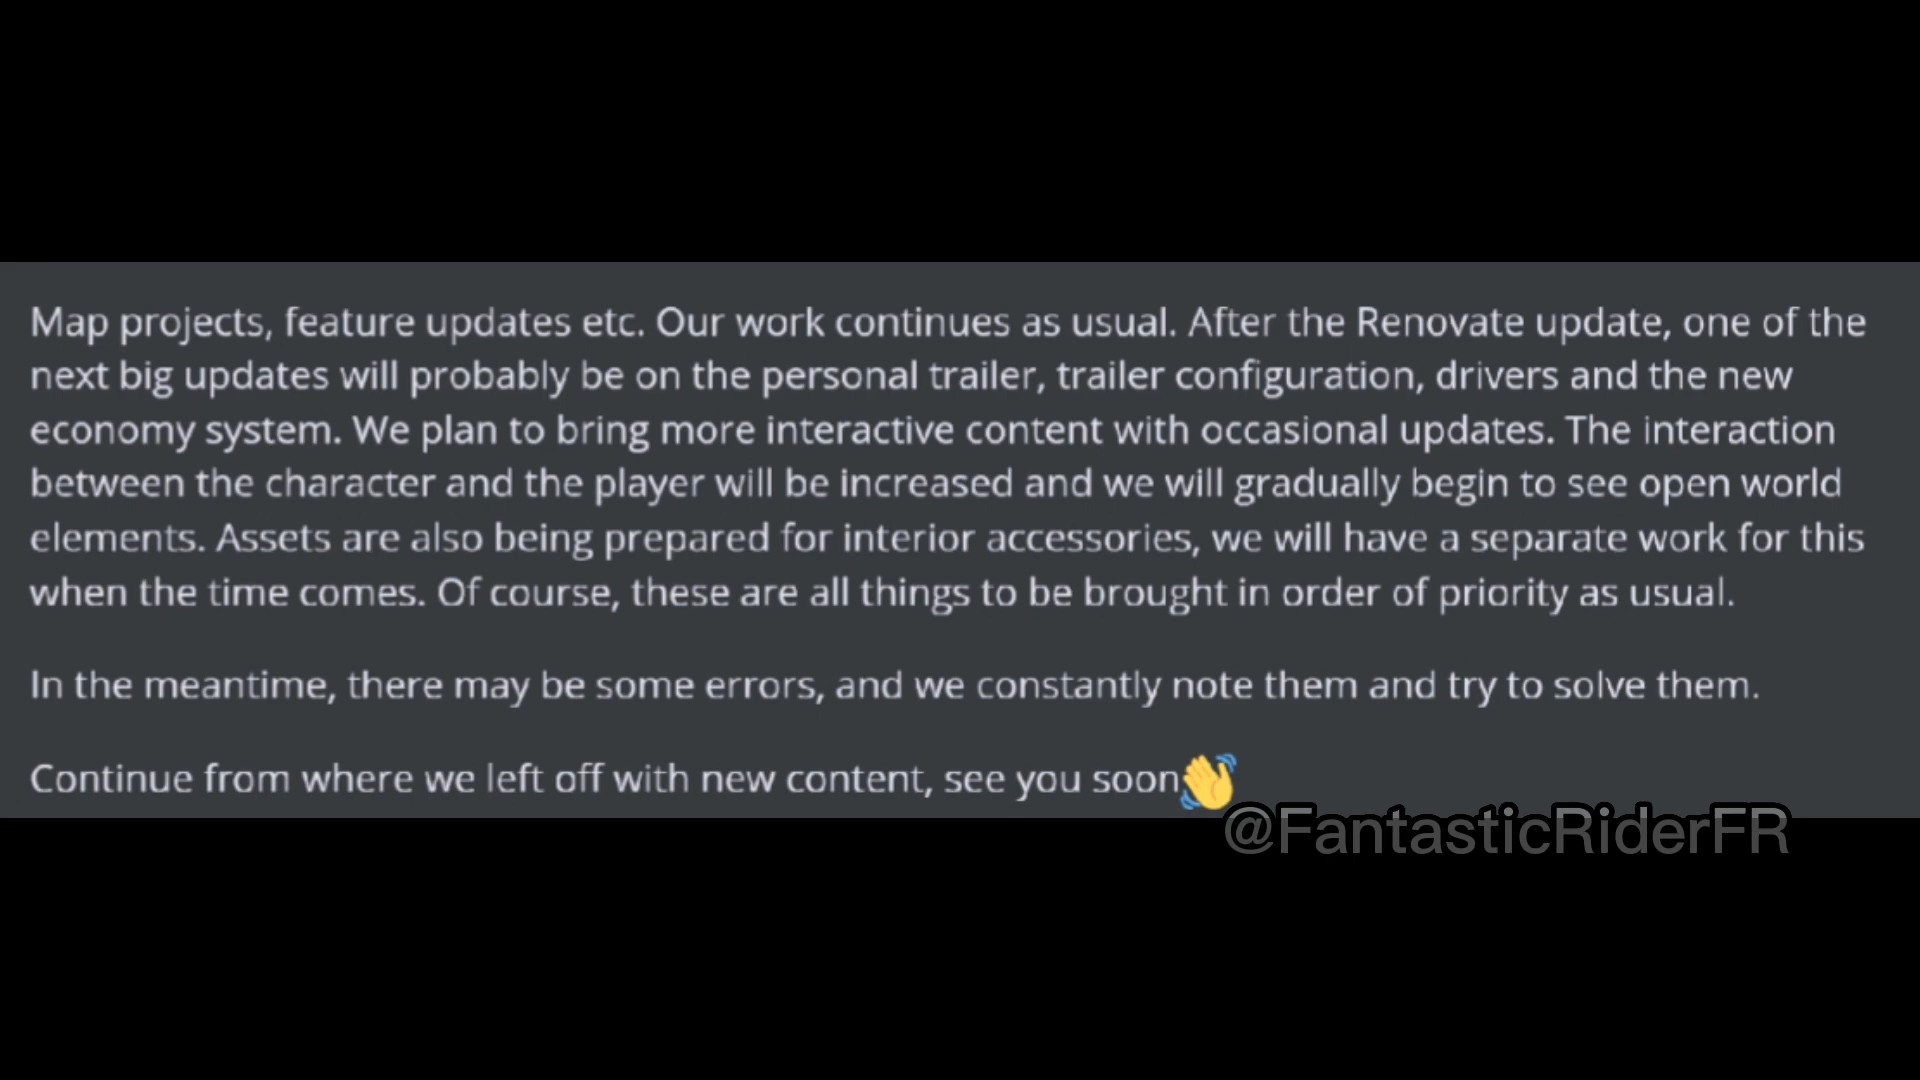 Map projects, feature updates etc. Our work continues as usual. After the Renovate update, one of the
next big updates will probably be on the personal trailer, trailer configuration, drivers and the new
economy system. We plan to bring more interactive content with occasional updates. The interaction
between the character and the player will be increased and we will gradually begin to see open world
elements. Assets are also being prepared for interior accessories, we will have a separate work for this
when the time comes. Of course, these are all things to be brought in order of priority as usual.
In the meantime, there may be some errors, and we constantly note them and try to solve them.
Continue from where we left off with new content, see you soon👋
@FantasticRiderFR